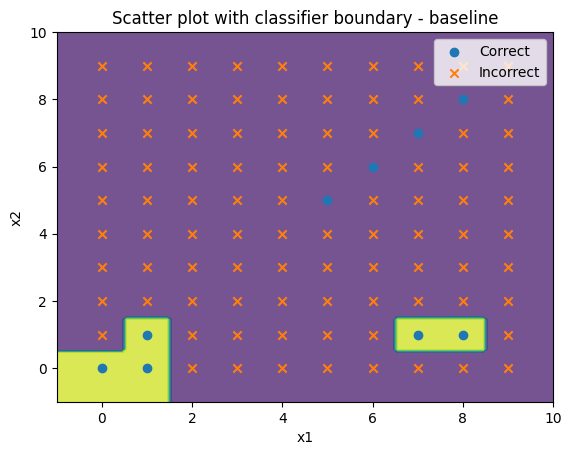 Scatter plot with classifier boundary - baseline
Correct
Incorrect
10
8
6
4
2
0
x2
0
2
4
6
8
10
x1